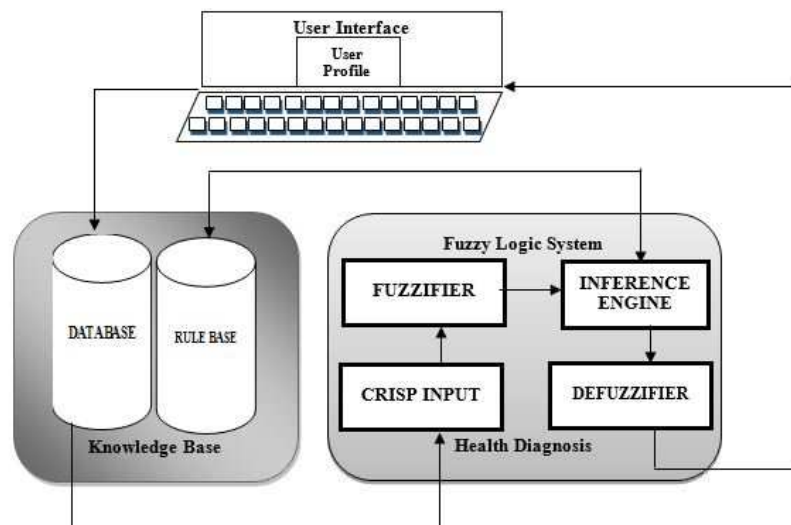 User Interface
User
Profile
Fuzzy Logic System
FUZZIFIER
INFERENCE
ENGINE
DATABASE
RULE BASE
CRISP INPUT
DEFUZZIFIER
Knowledge Base
Health Diagnosis